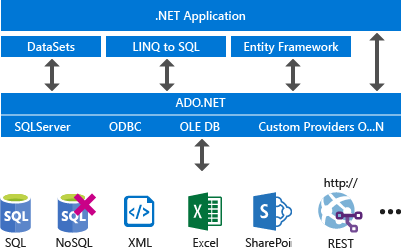 .NET Application
DataSets LINQ to SQL Entity Framework
ADO.NET
SQLServer ODBC OLE DB Custom Providers O...N
http://
SQL SQL </> X S
SQL NoSQL XML Excel SharePoi REST